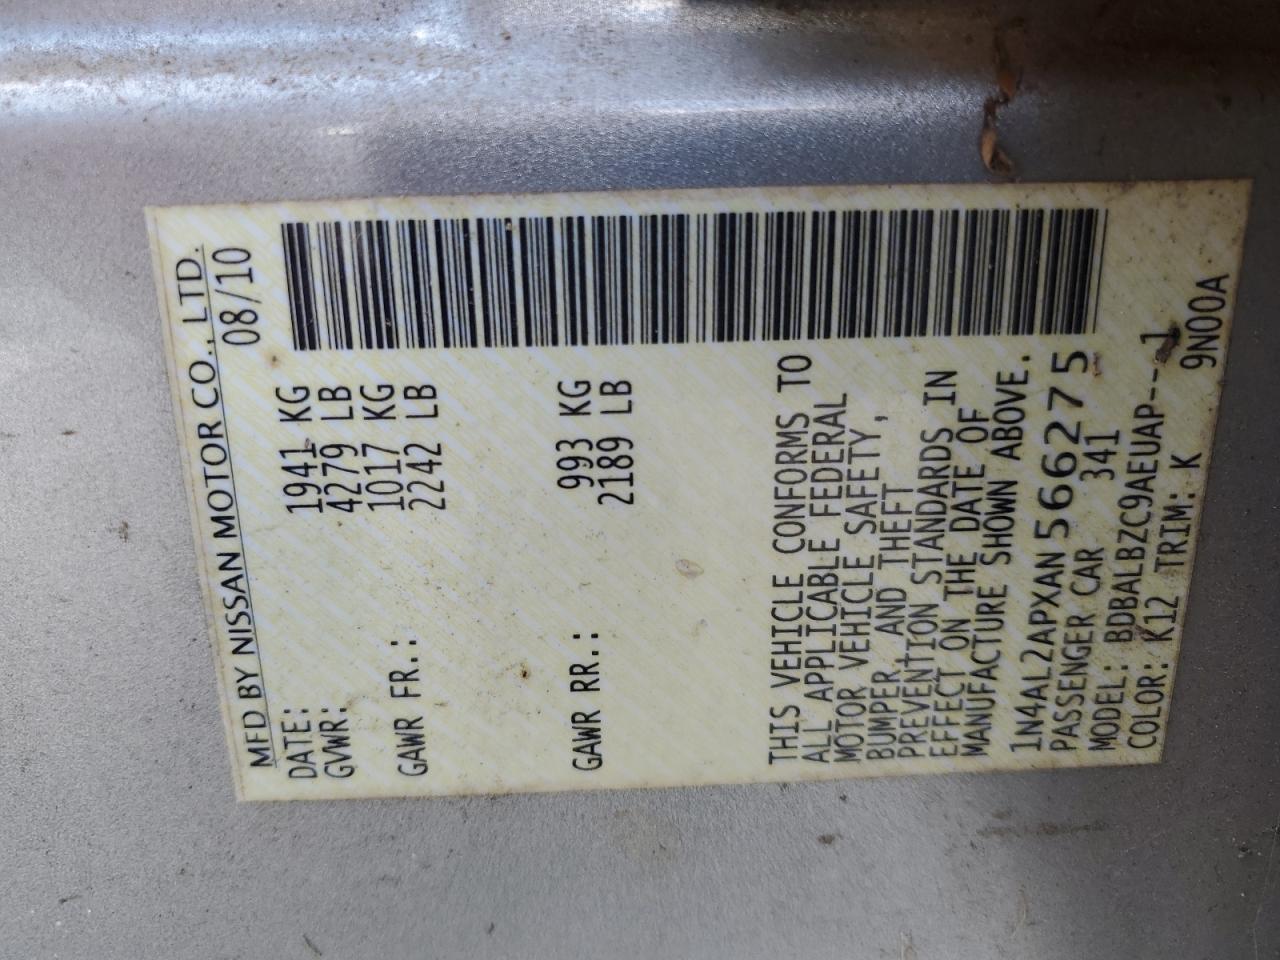 MFD BY NISSAN MOTOR CO., LTD.
DATE: 08/10
GVWR: 1941 KG
4279 LB
GAWR FR.: 1017 KG
2242 LB
GAWR RR.: 993 KG
2189 LB
THIS VEHICLE CONFORMS TO
ALL APPLICABLE FEDERAL
MOTOR VEHICLE SAFETY,
BUMPER, AND THEFT
PREVENTION STANDARDS IN
EFFECT ON THE DATE OF
MANUFACTURE SHOWN ABOVE.
1N4AL2APXAN566275
PASSENGER CAR 341
MODEL: BDBALBZC9AEUAP--1
COLOR: K12 TRIM: K 9N00A